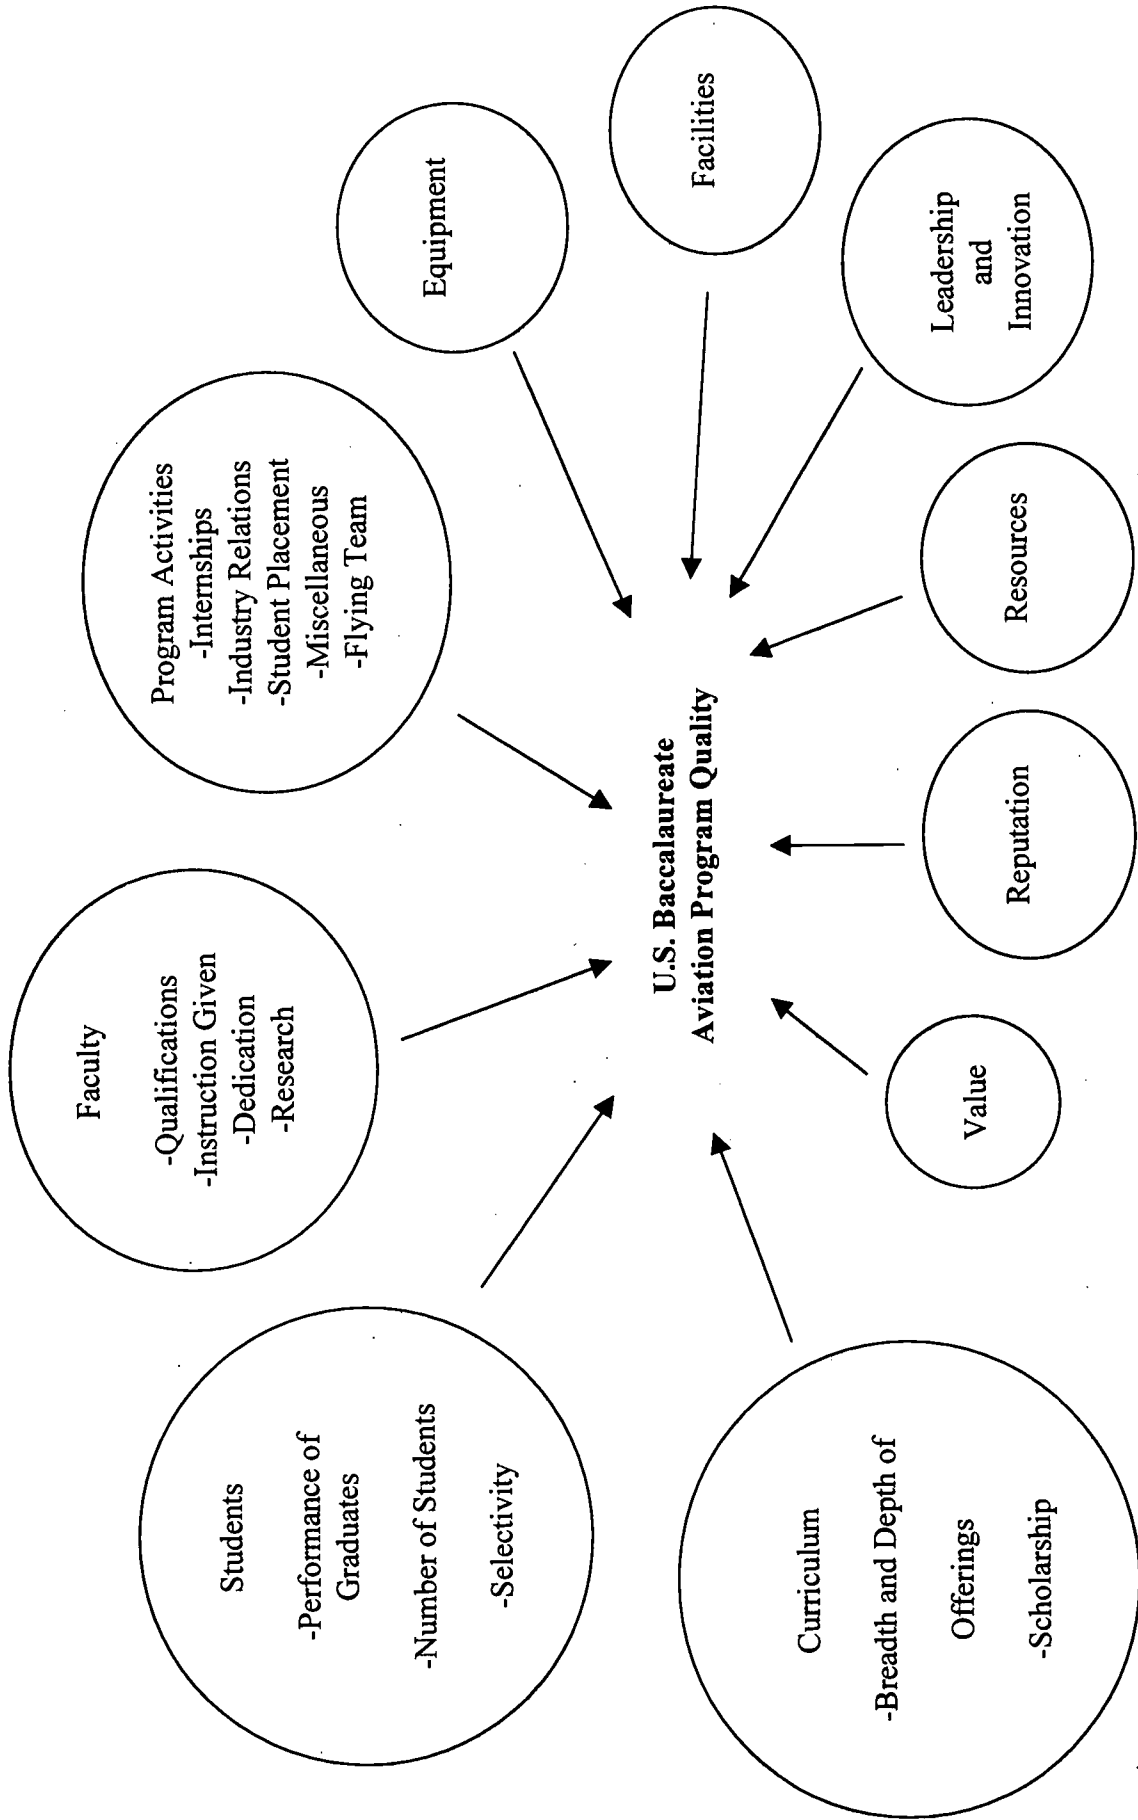 Students
-Performance of
Graduates
-Number of Students
-Selectivity
Faculty
-Qualifications
-Instruction Given
-Dedication
-Research
Program Activities
-Internships
-Industry Relations
-Student Placement
-Miscellaneous
-Flying Team
Equipment
Facilities
Leadership
and
Innovation
Resources
Reputation
Value
Curriculum
-Breadth and Depth of
Offerings
-Scholarship
U.S. Baccalaureate
Aviation Program Quality